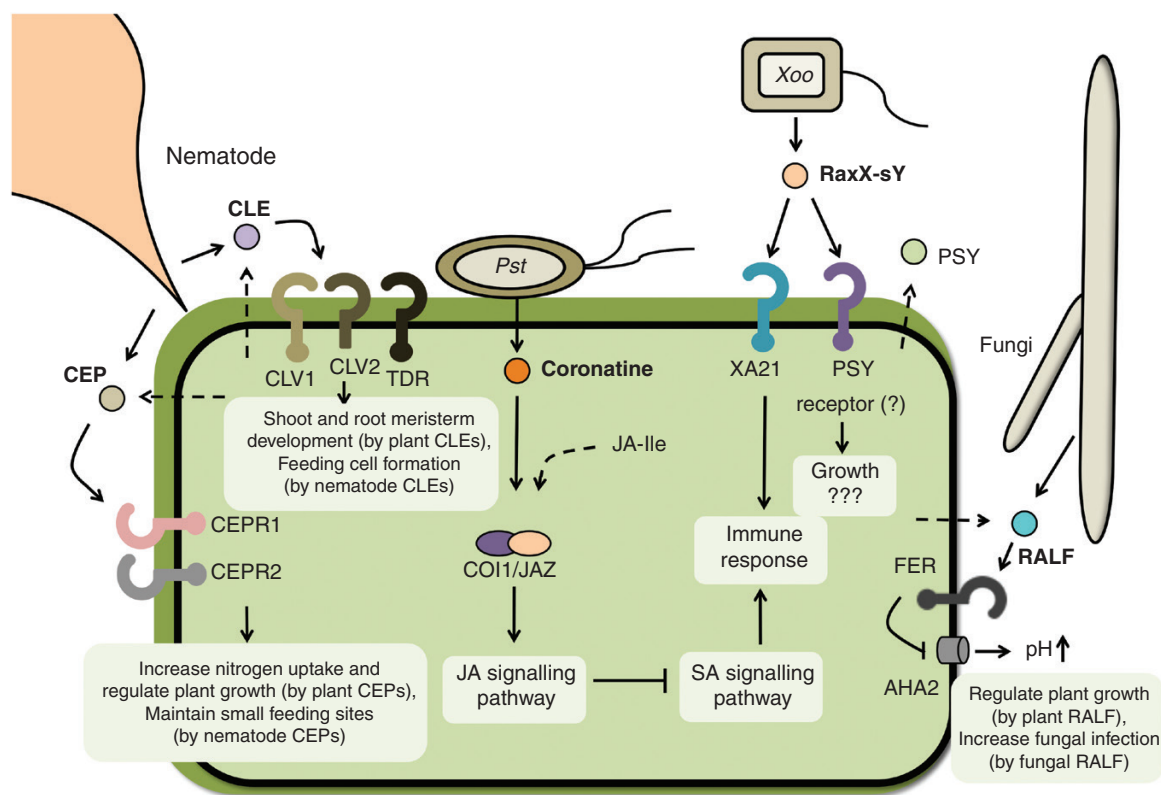 Xoo
Nematode
RaxX-sY
CLE
PSY
Pst
Fungi
CLV1
CLV2
TDR
Coronatine
XA21
PSY
receptor (?)
CEP
Shoot and root meristerm
development (by plant CLEs),
Feeding cell formation
(by nematode CLEs)
JA-Ile
Growth
???
CEPR1
Immune
response
RALF
CEPR2
COI1/JAZ
FER
Increase nitrogen uptake and
regulate plant growth (by plant CEPs),
Maintain small feeding sites
(by nematode CEPs)
JA signalling
pathway
SA signalling
pathway
AHA2
pH
Regulate plant growth
(by plant RALF),
Increase fungal infection
(by fungal RALF)